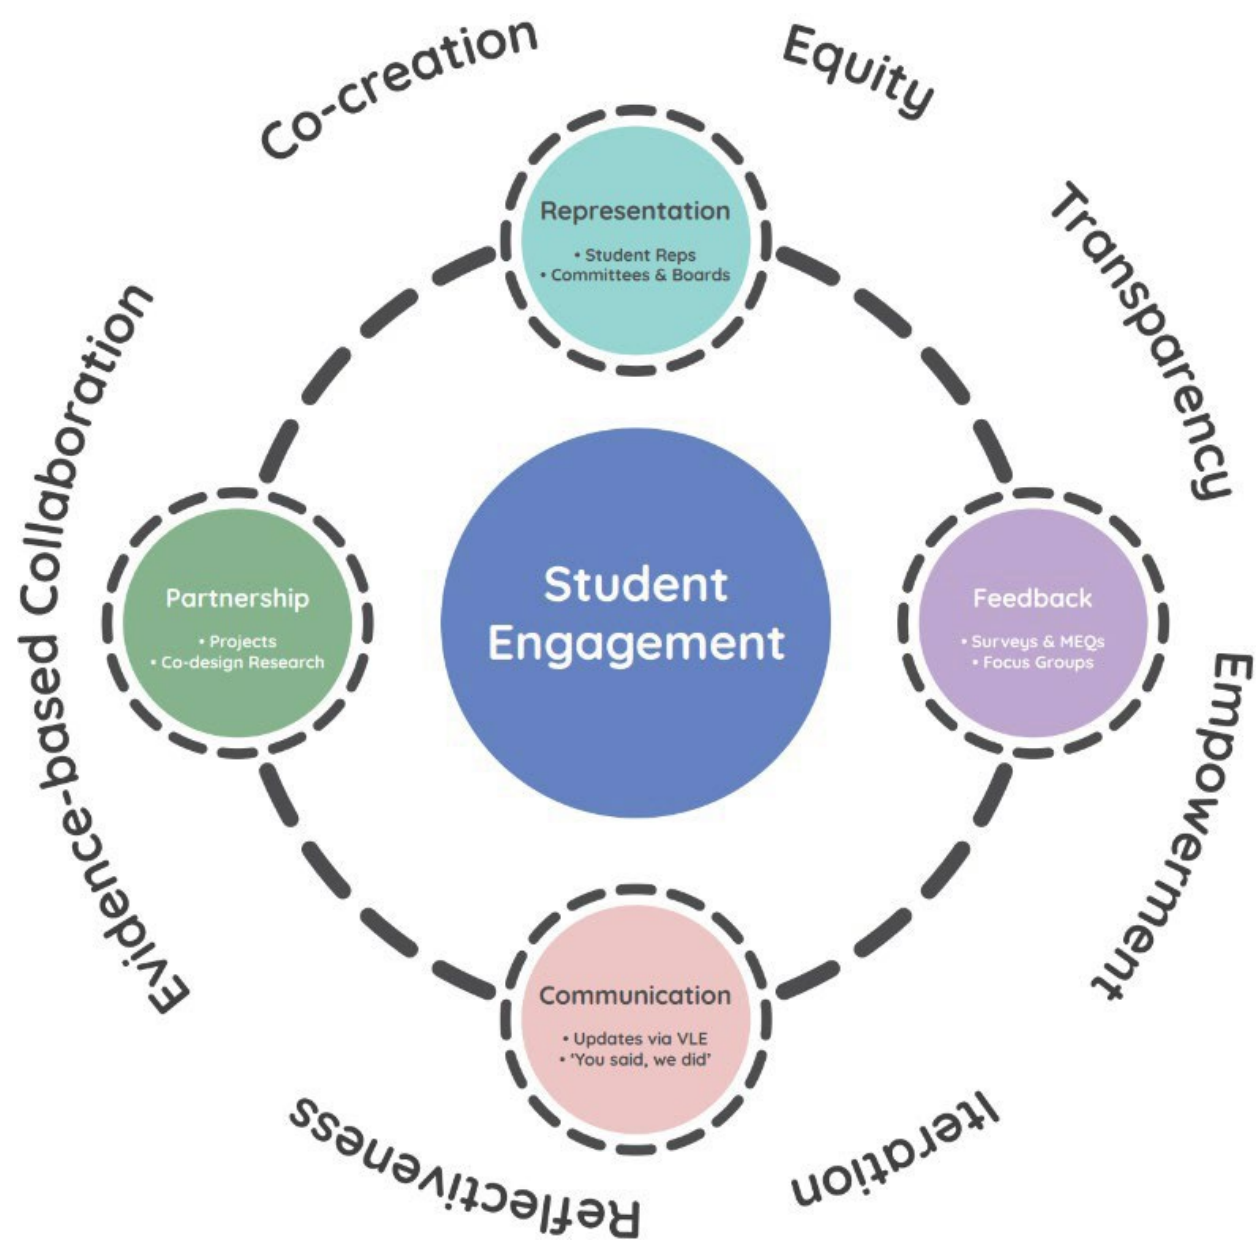 Co-creation
Equity
Transparency
Empowerment
Iteration
Reflectiveness
Evidence-based Collaboration
Representation
• Student Reps
• Committees & Boards
Partnership
• Projects
• Co-design Research
Student
Engagement
Feedback
• Surveys & MEQs
• Focus Groups
Communication
• Updates via VLE
• 'You said, we did'